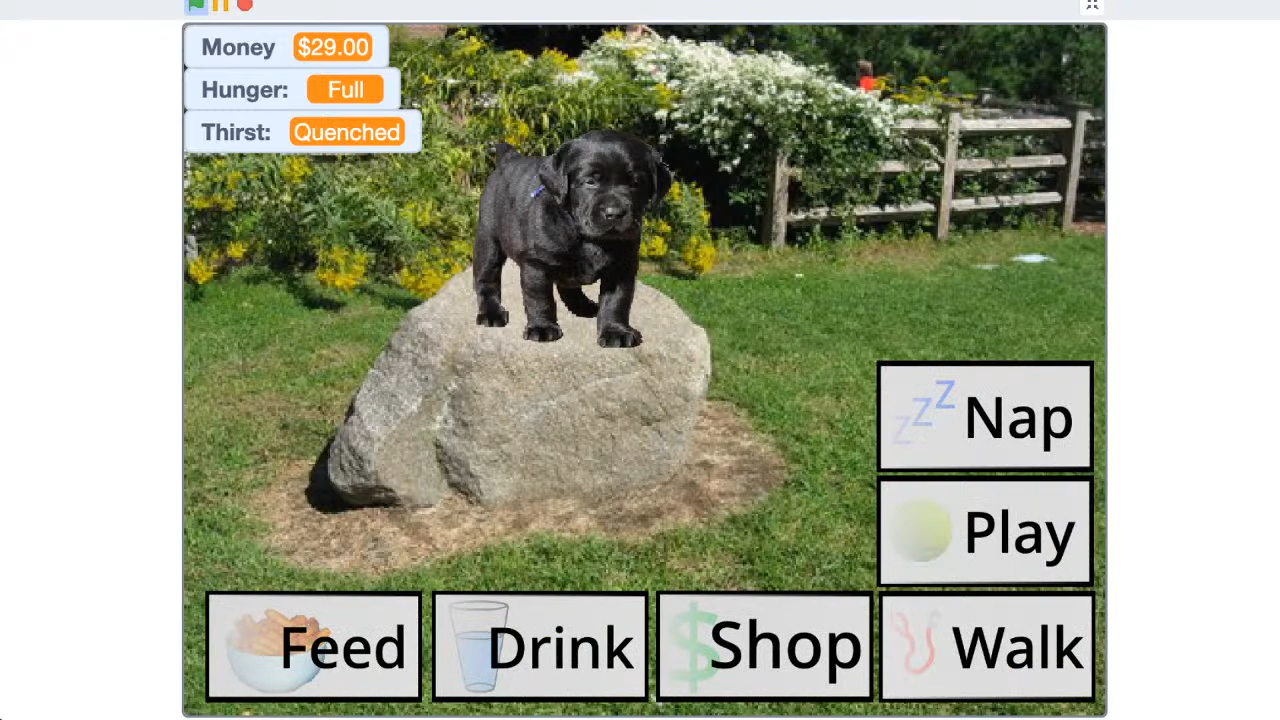 Money $29.00
Hunger: Full
Thirst: Quenched
z z Z Nap
Play
Feed
Drink
$ Shop
Walk